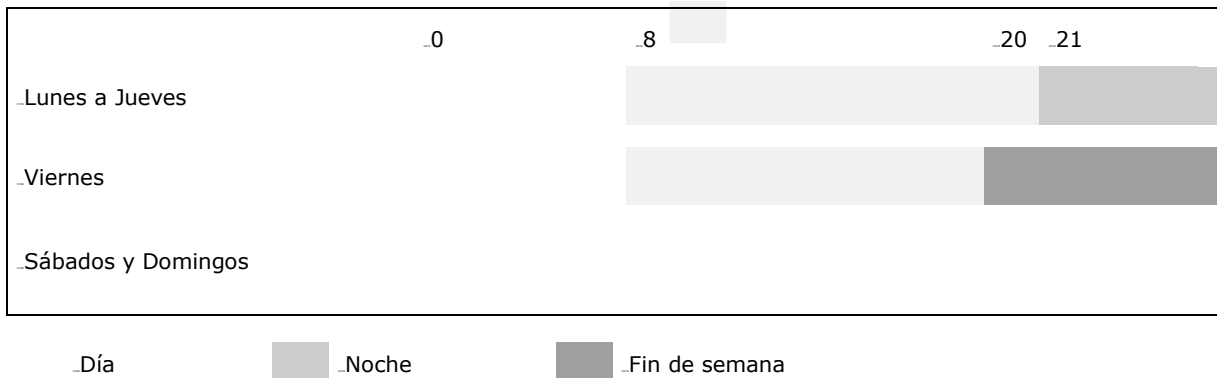 0 8 20 21
Lunes a Jueves
Viernes
Sábados y Domingos
Día Noche Fin de semana